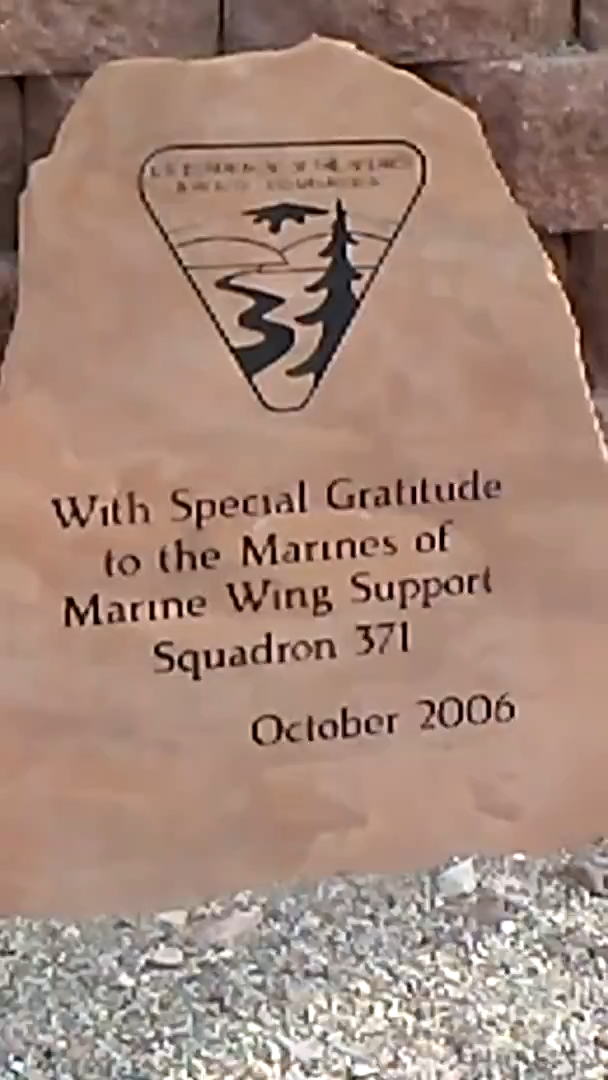 With Special Gratitude
to the Marines of
Marine Wing Support
Squadron 371
October 2006